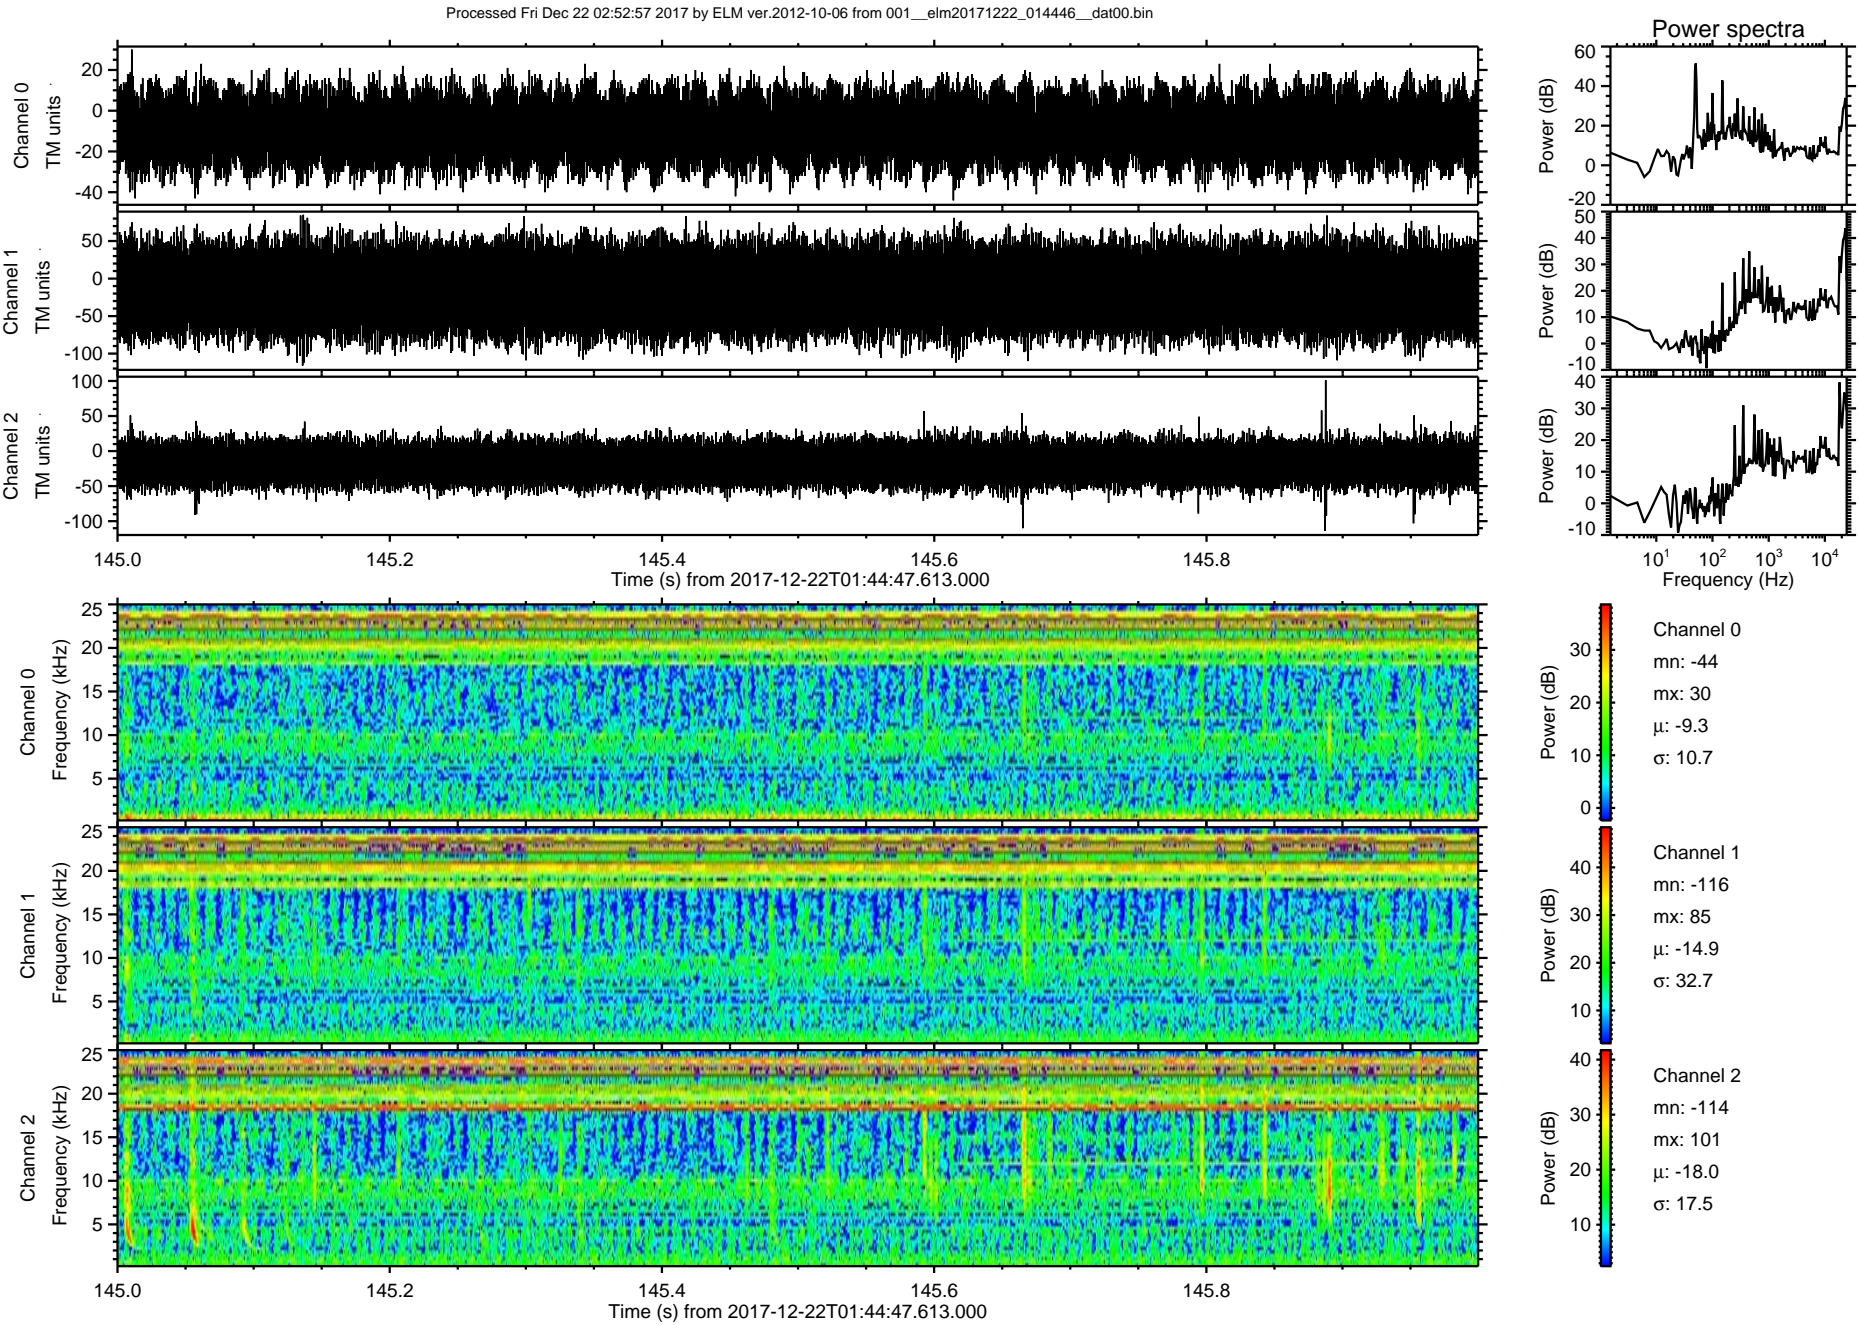 Processed Fri Dec 22 02:52:57 2017 by ELM ver.2012-10-06 from 001__elm20171222_014446__dat00.bin
Power spectra
Channel 0
TM units
20
0
-20
-40
Power (dB)
60
40
20
0
-20
Channel 1
TM units
50
0
-50
-100
Power (dB)
50
40
30
20
10
0
-10
Channel 2
TM units
100
50
0
-50
-100
Power (dB)
40
30
20
10
0
-10
145.0 145.2 145.4 145.6 145.8
Time (s) from 2017-12-22T01:44:47.613.000
10¹ 10² 10³ 10⁴
Frequency (Hz)
Channel 0
Frequency (kHz)
25
20
15
10
5
Power (dB)
30
20
10
0
Channel 0
mn: -44
mx: 30
μ: -9.3
σ: 10.7
Channel 1
Frequency (kHz)
25
20
15
10
5
Power (dB)
40
30
20
10
Channel 1
mn: -116
mx: 85
μ: -14.9
σ: 32.7
Channel 2
Frequency (kHz)
25
20
15
10
5
Power (dB)
40
30
20
10
Channel 2
mn: -114
mx: 101
μ: -18.0
σ: 17.5
145.0 145.2 145.4 145.6 145.8
Time (s) from 2017-12-22T01:44:47.613.000